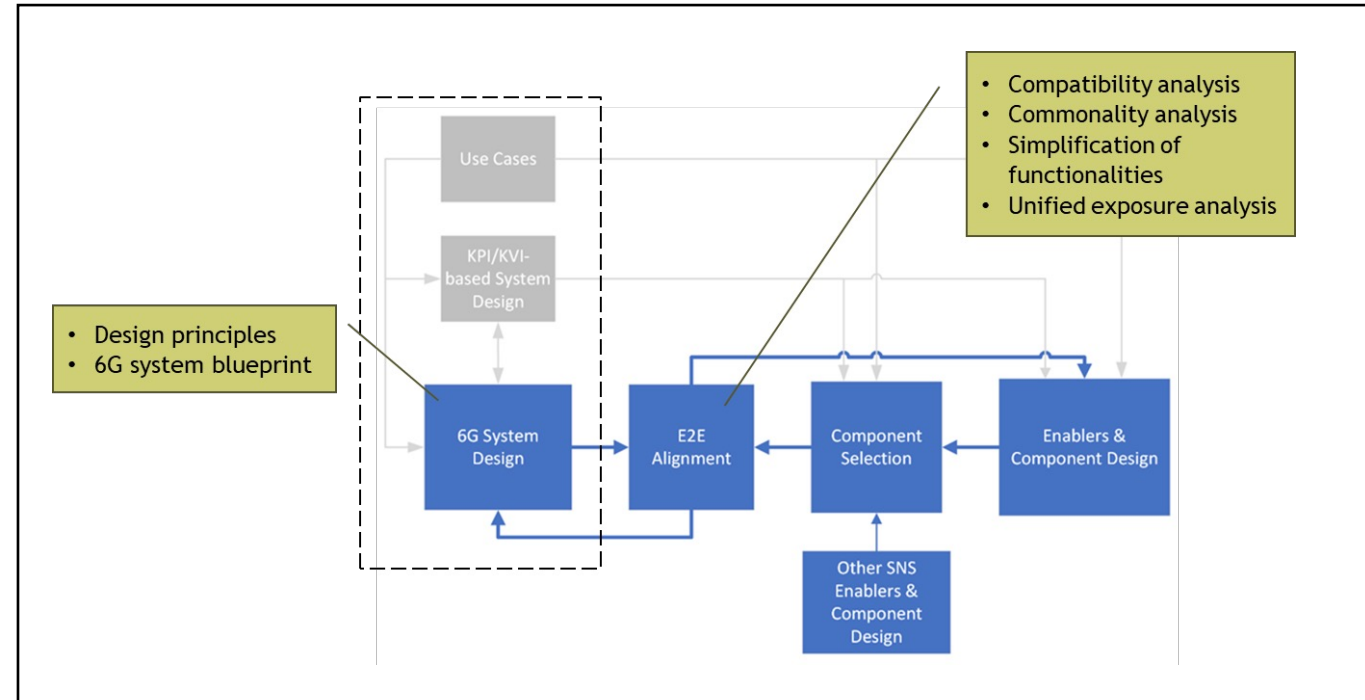 • Compatibility analysis
• Commonality analysis
• Simplification of
functionalities
• Unified exposure analysis
Use Cases
KPI/KVI-
based System
Design
• Design principles
• 6G system blueprint
6G System
Design
E2E
Alignment
Component
Selection
Enablers &
Component Design
Other SNS
Enablers &
Component
Design